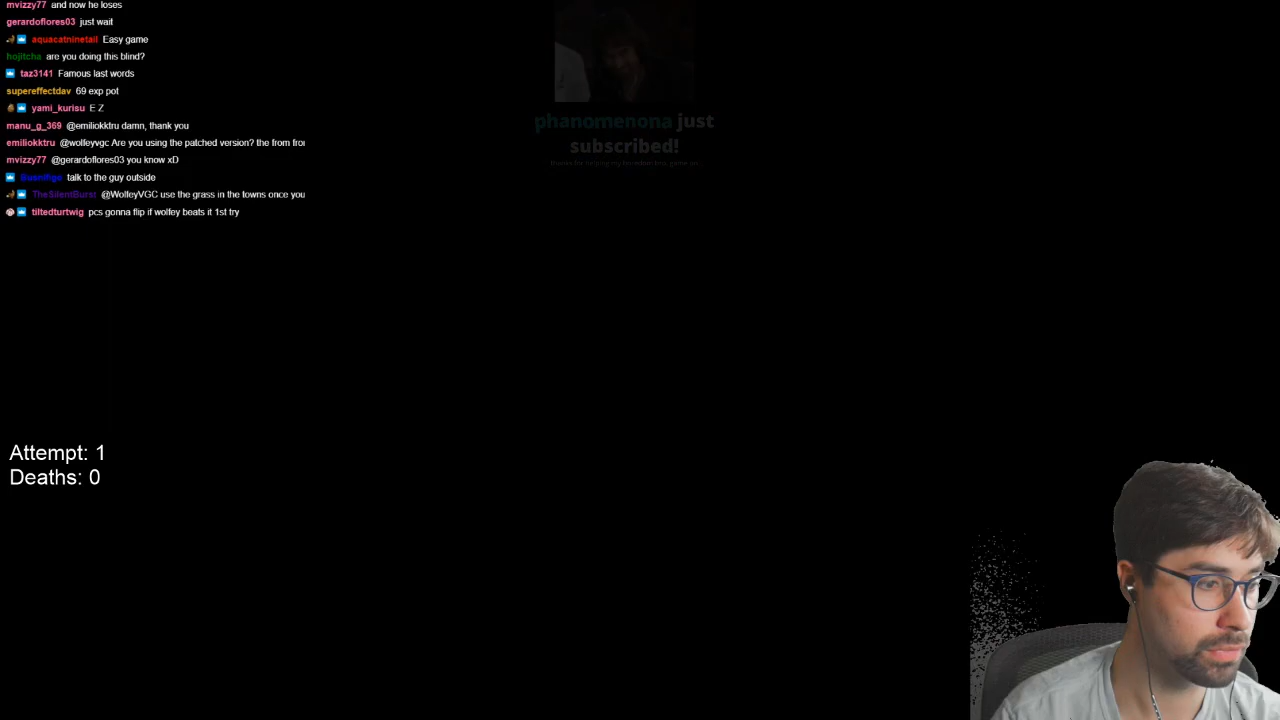 mvizzy77 and now he loses
gerardoflores03 just wait
aquacatninetail Easy game
hojitcha are you doing this blind?
taz3141 Famous last words
supereffectdav 69 exp pot
yami_kurisu E Z
manu_g_369 @emiliokktru damn, thank you
emiliokktru @wolfeyvgc Are you using the patched version? the from fror
mvizzy77 @gerardoflores03 you know xD
talk to the guy outside
TheSilentBurst @WolfeyVGC use the grass in the towns once you
tiltedturtwig pcs gonna flip if wolfey beats it 1st try
phanomenona just
subscribed!
Attempt: 1
Deaths: 0